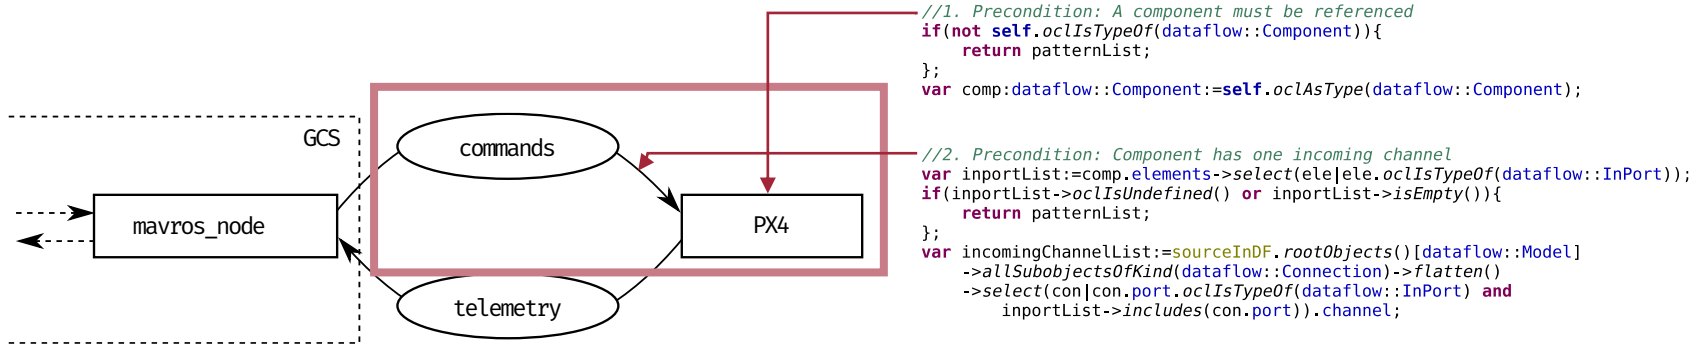 GCS
commands
mavros_node
PX4
telemetry
//1. Precondition: A component must be referenced
if(not self.oclIsTypeOf(dataflow::Component)){
    return patternList;
};
var comp:dataflow::Component:=self.oclAsType(dataflow::Component);
//2. Precondition: Component has one incoming channel
var inportList:=comp.elements->select(ele|ele.oclIsTypeOf(dataflow::InPort));
if(inportList->oclIsUndefined() or inportList->isEmpty()){
    return patternList;
};
var incomingChannelList:=sourceInDF.rootObjects()[dataflow::Model]
    ->allSubobjectsOfKind(dataflow::Connection)->flatten()
    ->select(con|con.port.oclIsTypeOf(dataflow::InPort) and
        inportList->includes(con.port)).channel;